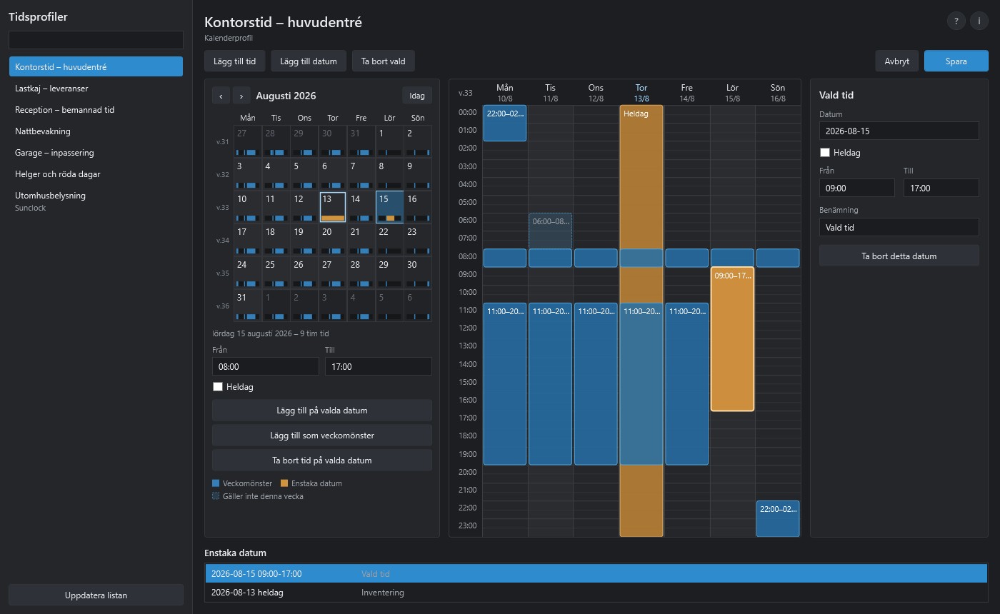 Tidsprofiler
Kontorstid – huvudentré
Lastkaj – leveranser
Reception – bemannad tid
Nattbevakning
Garage – inpassering
Helger och röda dagar
Utomhusbelysning
Sunclock
Uppdatera listan
Kontorstid – huvudentré
Kalenderprofil
? i
Lägg till tid Lägg till datum Ta bort vald
Avbryt Spara
‹ › Augusti 2026 Idag
Mån Tis Ons Tor Fre Lör Sön
v.31 27 28 29 30 31 1 2
v.32 3 4 5 6 7 8 9
v.33 10 11 12 13 14 15 16
v.34 17 18 19 20 21 22 23
v.35 24 25 26 27 28 29 30
v.36 31 1 2 3 4 5 6
lördag 15 augusti 2026 – 9 tim tid
Från Till
08:00 17:00
Heldag
Lägg till på valda datum
Lägg till som veckomönster
Ta bort tid på valda datum
Veckomönster Enstaka datum
Gäller inte denna vecka
v.33 Mån Tis Ons Tor Fre Lör Sön
10/8 11/8 12/8 13/8 14/8 15/8 16/8
00:00 22:00–02... Heldag
01:00
02:00
03:00
04:00
05:00
06:00 06:00–08...
07:00
08:00
09:00 09:00–17...
10:00
11:00 11:00–20... 11:00–20... 11:00–20... 11:00–20... 11:00–20...
12:00
13:00
14:00
15:00
16:00
17:00
18:00
19:00
20:00
21:00
22:00 22:00–02...
23:00
Vald tid
Datum
2026-08-15
Heldag
Från Till
09:00 17:00
Benämning
Vald tid
Ta bort detta datum
Enstaka datum
2026-08-15 09:00-17:00 Vald tid
2026-08-13 heldag Inventering